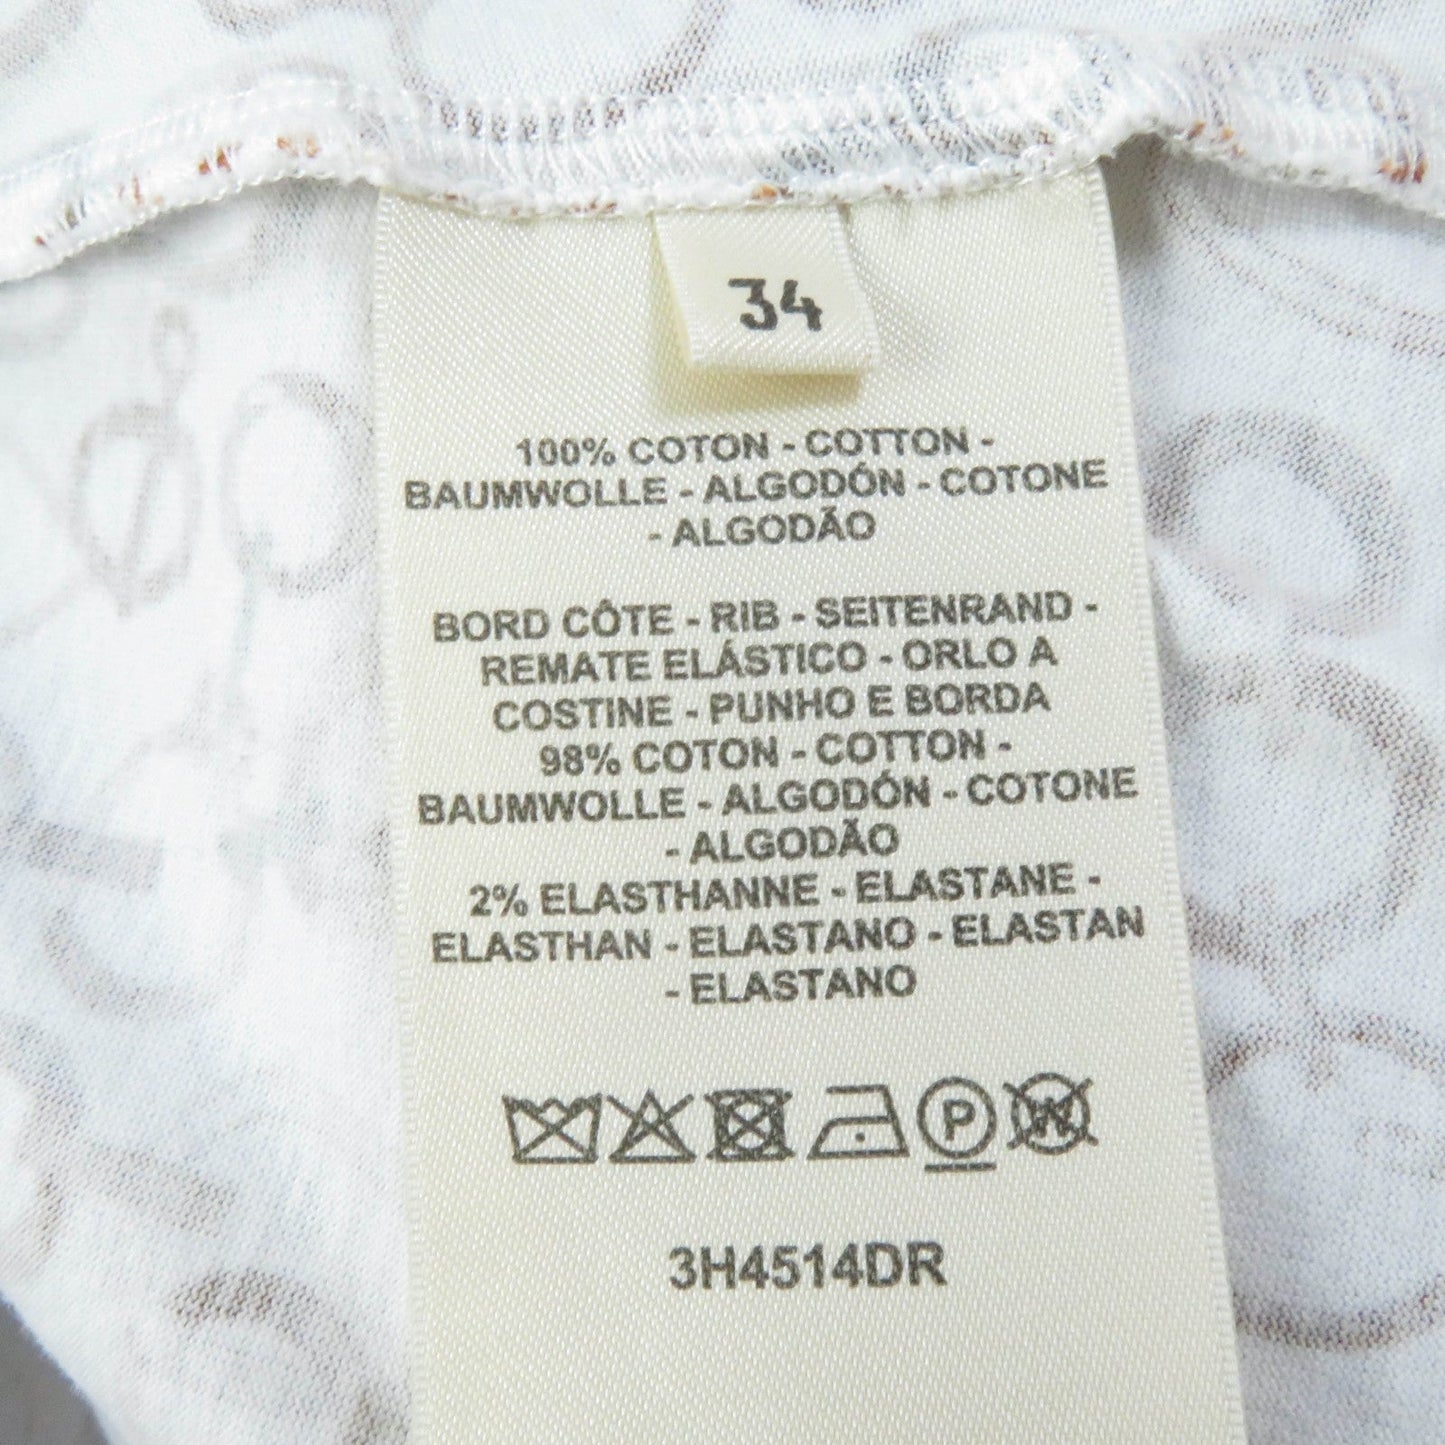 34
100% COTON - COTTON -
BAUMWOLLE - ALGODÓN - COTONE
- ALGODÃO
BORD CÔTE - RIB - SEITENRAND -
REMATE ELÁSTICO - ORLO A
COSTINE - PUNHO E BORDA
98% COTON - COTTON -
BAUMWOLLE - ALGODÓN - COTONE
- ALGODÃO
2% ELASTHANNE - ELASTANE -
ELASTHAN - ELASTANO - ELASTAN
- ELASTANO
P W
3H4514DR